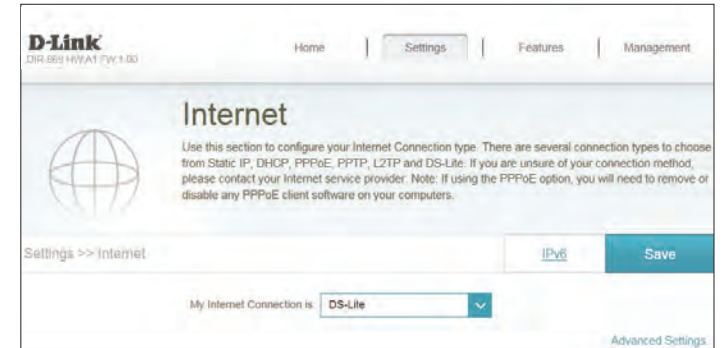 D-Link
DIR-869 HW:A1 FW:1.00
Home | Settings | Features | Management
Internet
Use this section to configure your Internet Connection type. There are several connection types to choose
from Static IP, DHCP, PPPoE, PPTP, L2TP and DS-Lite. If you are unsure of your connection method,
please contact your Internet service provider. Note: If using the PPPoE option, you will need to remove or
disable any PPPoE client software on your computers.
Settings >> Internet
IPv6
Save
My Internet Connection is: DS-Lite
Advanced Settings